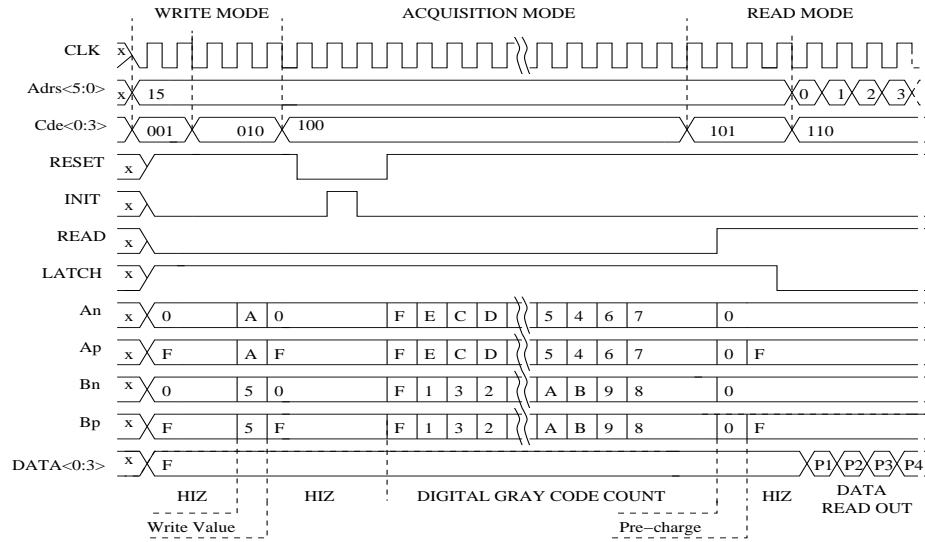 WRITE MODE ACQUISITION MODE READ MODE
CLK x
Adrs<5:0> x 15 0 1 2 3
Cde<0:3> x 001 010 100 101 110
RESET x
INIT x
READ x
LATCH x
An x 0 A 0 F E C D 5 4 6 7 0
Ap x F A F F E C D 5 4 6 7 0 F
Bn x 0 5 0 F 1 3 2 A B 9 8 0
Bp x F 5 F F 1 3 2 A B 9 8 0 F
DATA<0:3> x F P1 P2 P3 P4
HIZ HIZ DIGITAL GRAY CODE COUNT HIZ DATA
READ OUT
Write Value Pre-charge